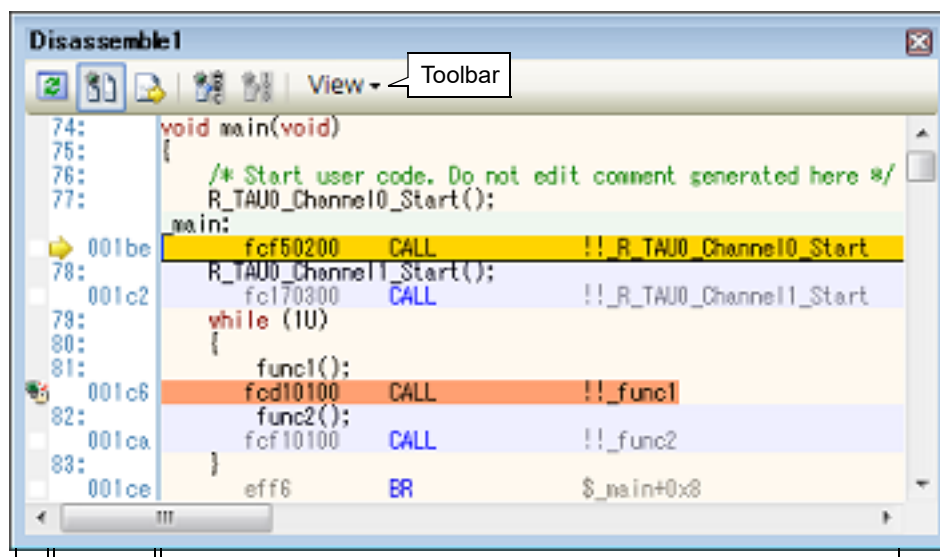 Disassemble1
View
Toolbar
74: void main(void)
75: {
76: /* Start user code. Do not edit comment generated here */
77: R_TAU0_Channel0_Start();
_main:
001be fcf50200 CALL !!_R_TAU0_Channel0_Start
78: R_TAU0_Channel1_Start();
001c2 fc170300 CALL !!_R_TAU0_Channel1_Start
79: while (1U)
80: {
81: func1();
001c6 fcd10100 CALL !!_func1
82: func2();
001ca fcf10100 CALL !!_func2
83: }
001ce eff6 BR $_main+0x8